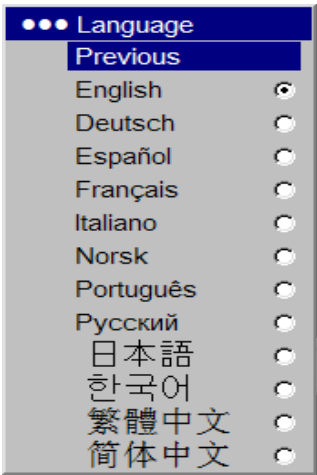 ••• Language
Previous
English
Deutsch
Español
Français
Italiano
Norsk
Português
Русский
日本語
한국어
繁體中文
简体中文